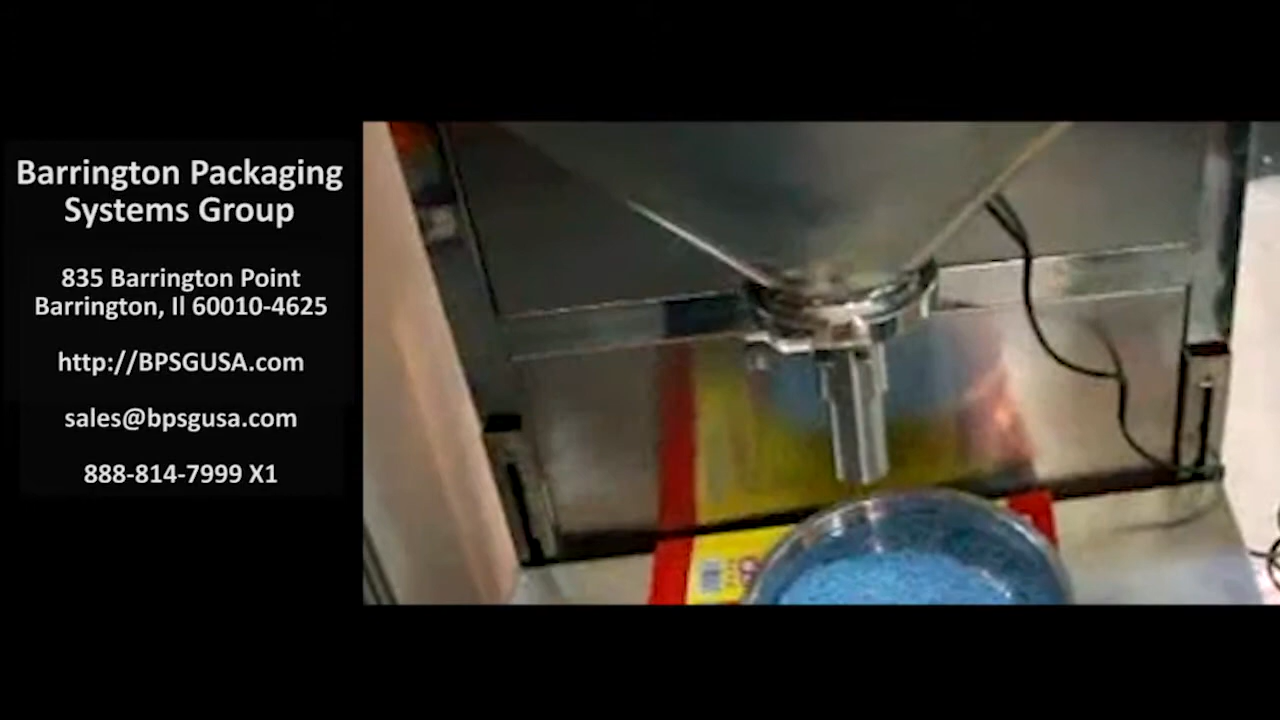 Barrington Packaging
Systems Group
835 Barrington Point
Barrington, Il 60010-4625
http://BPSGUSA.com
sales@bpsgusa.com
888-814-7999 X1